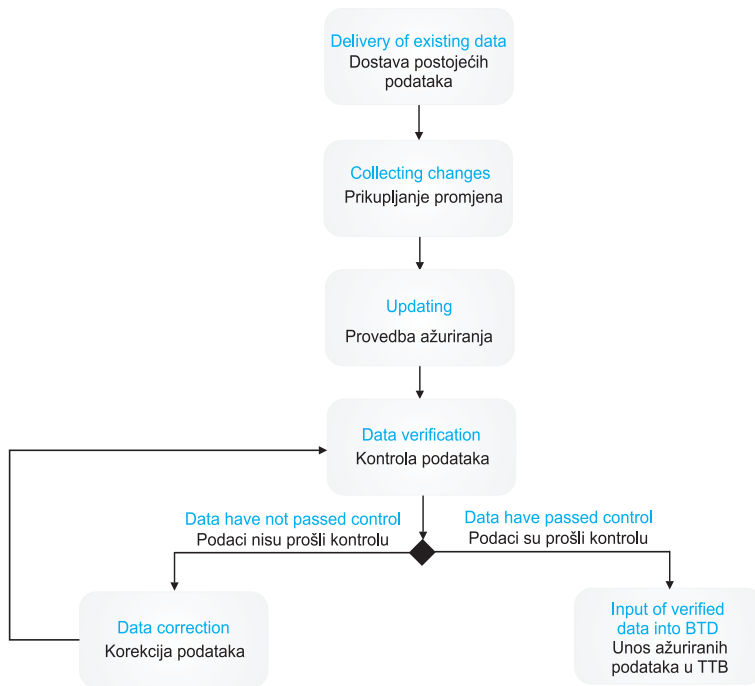 Delivery of existing data
Dostava postojećih
podataka
Collecting changes
Prikupljanje promjena
Updating
Provedba ažuriranja
Data verification
Kontrola podataka
Data have not passed control
Podaci nisu prošli kontrolu
Data have passed control
Podaci su prošli kontrolu
Data correction
Korekcija podataka
Input of verified
data into BTD
Unos ažuriranih
podataka u TTB